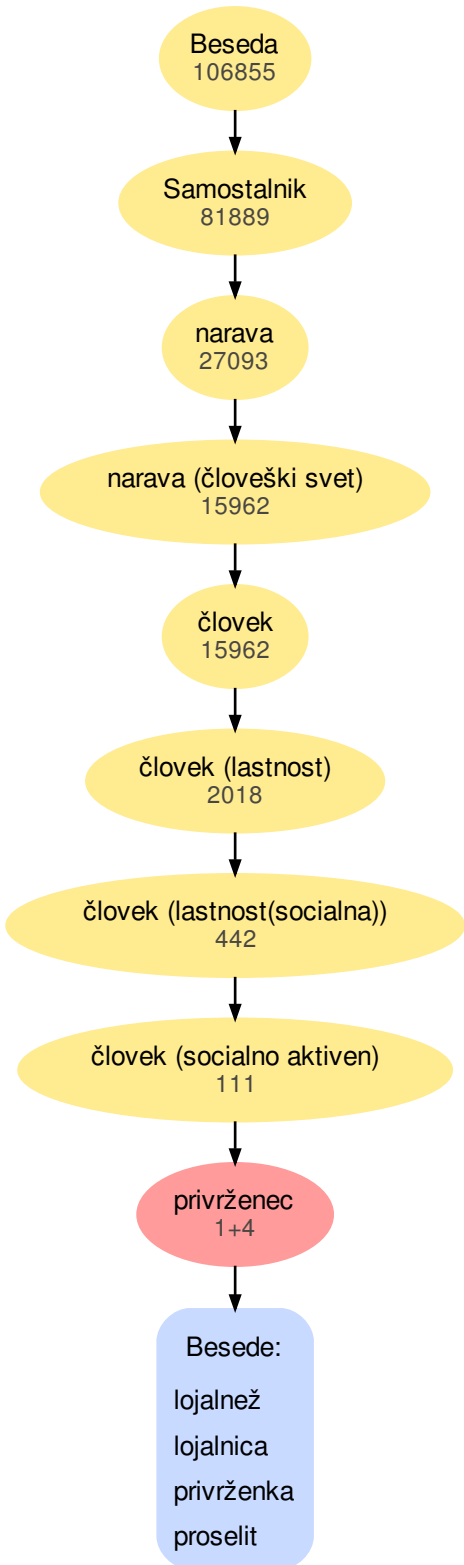 Beseda
106855
Samostalnik
81889
narava
27093
narava (človeški svet)
15962
človek
15962
človek (lastnost)
2018
človek (lastnost(socialna))
442
človek (socialno aktiven)
111
privrženec
1+4
Besede:
lojalnež
lojalnica
privrženka
proselit